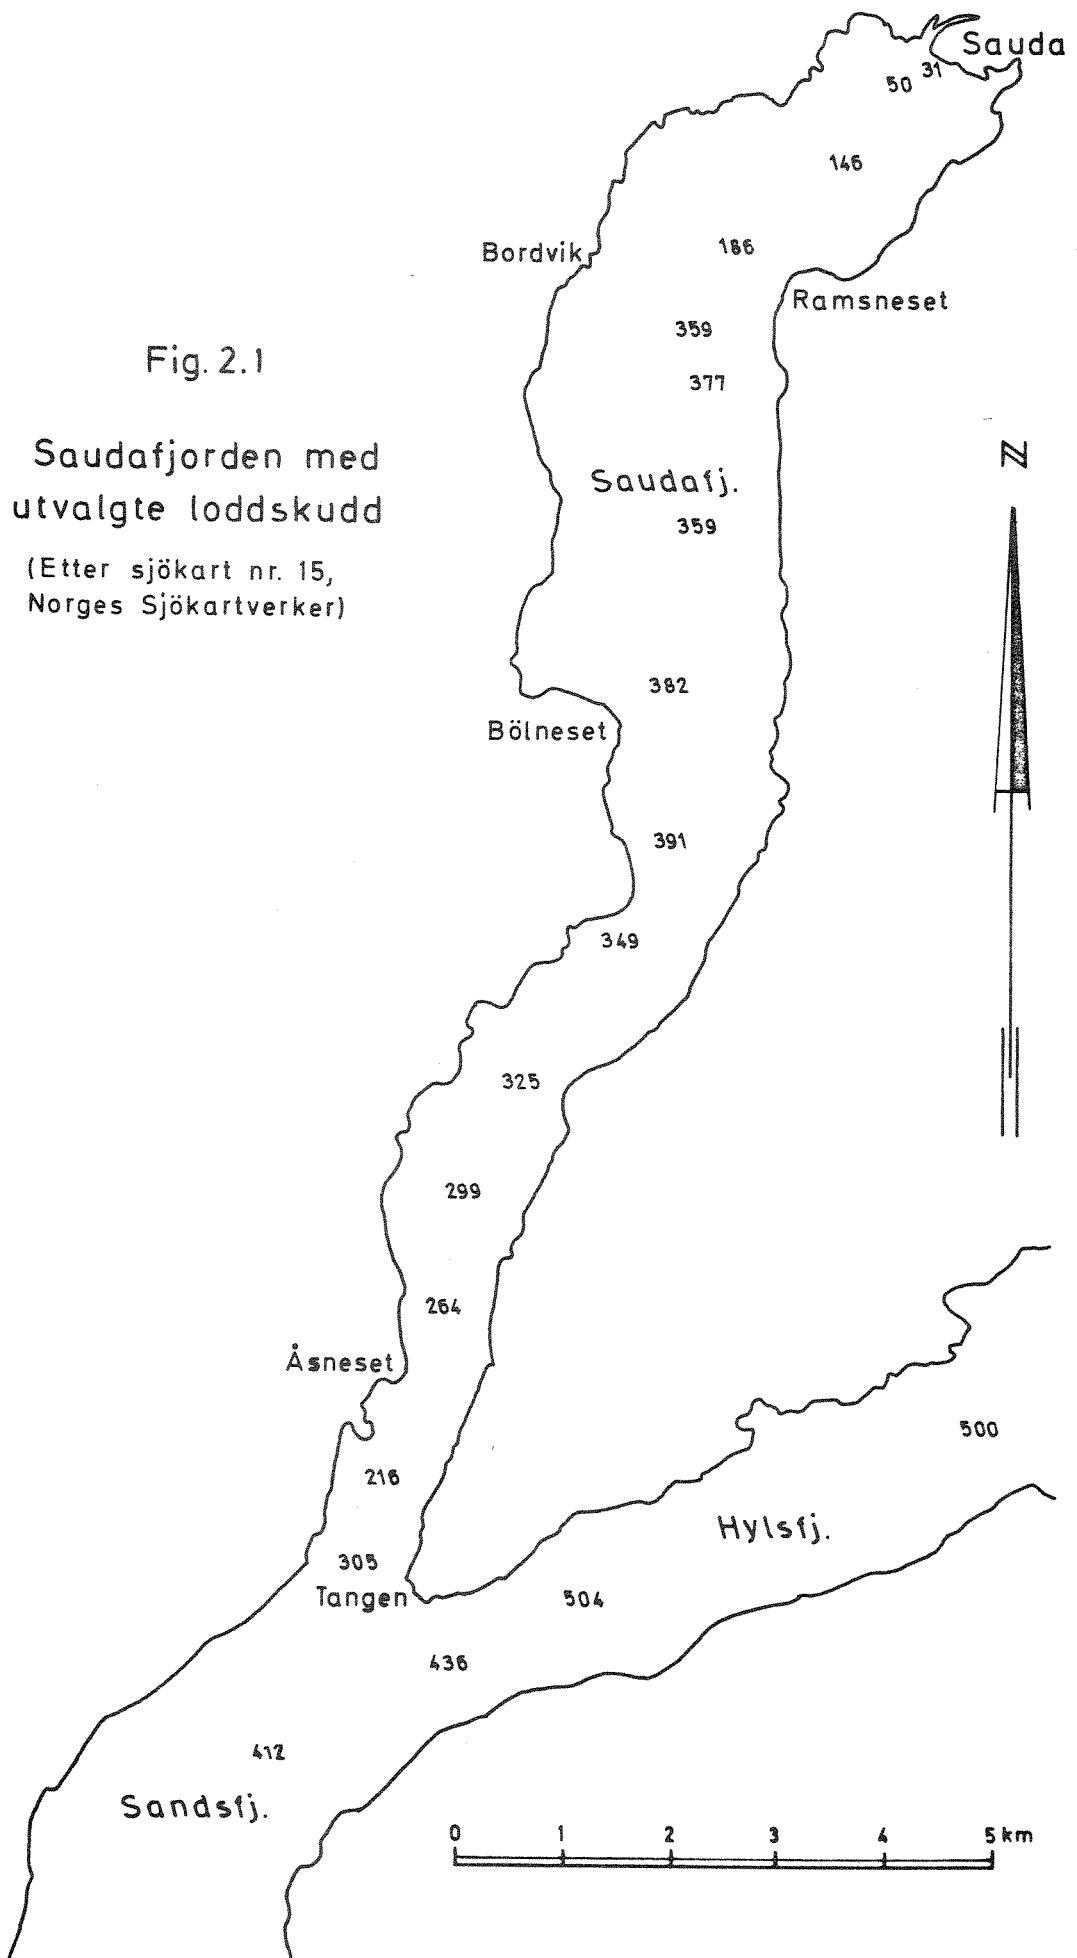 Sauda
31
50
146
186
Bordvik
Ramsneset
359
Fig. 2.1
377
Saudafjorden med
utvalgte loddskudd
(Etter sjökart nr. 15,
Norges Sjökartverker)
N
Saudafj.
359
382
Bölneset
391
349
325
299
264
Åsneset
500
216
Hylsfj.
305
Tangen
504
436
412
Sandsfj.
0 1 2 3 4 5 km